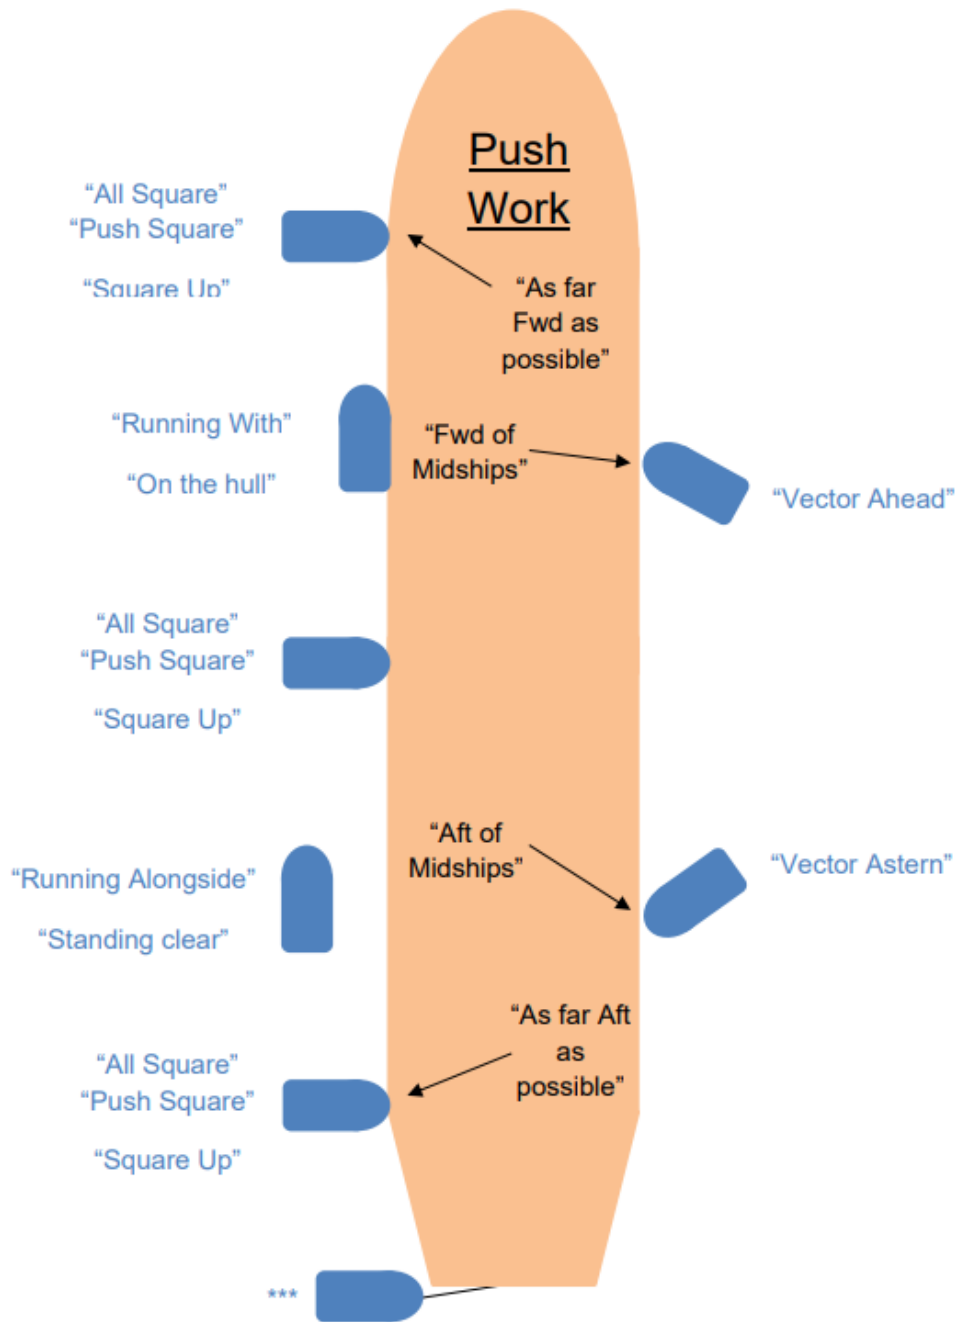 Push
Work
“All Square”
“Push Square”
“Square Up”
“As far
Fwd as
possible”
“Running With”
“On the hull”
“Fwd of
Midships”
“Vector Ahead”
“All Square”
“Push Square”
“Square Up”
“Aft of
Midships”
“Vector Astern”
“Running Alongside”
“Standing clear”
“As far Aft
as
possible”
“All Square”
“Push Square”
“Square Up”
***